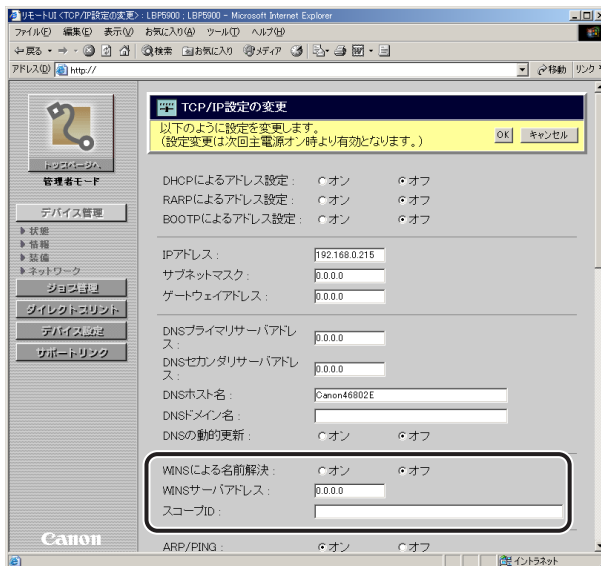 リモートUI <TCP/IP設定の変更> : LBP5900 ; LBP5900 - Microsoft Internet Explorer
ファイル(F) 編集(E) 表示(V) お気に入り(A) ツール(T) ヘルプ(H)
戻る 検索 お気に入り メディア
アドレス(D) http:// 移動 リンク
トップページへ
管理者モード
デバイス管理
状態
情報
装備
ネットワーク
ジョブ管理
ダイレクトプリント
デバイス設定
サポートリンク
Canon
TCP/IP設定の変更
以下のように設定を変更します。
(設定変更は次回主電源オン時より有効となります。)
OK キャンセル
DHCPによるアドレス設定 : オン オフ
RARPによるアドレス設定 : オン オフ
BOOTPによるアドレス設定 : オン オフ
IPアドレス : 192.168.0.215
サブネットマスク : 0.0.0.0
ゲートウェイアドレス : 0.0.0.0
DNSプライマリサーバアドレ
ス : 0.0.0.0
DNSセカンダリサーバアドレ
ス : 0.0.0.0
DNSホスト名 : Canon46802E
DNSドメイン名 :
DNSの動的更新 : オン オフ
WINSによる名前解決 : オン オフ
WINSサーバアドレス : 0.0.0.0
スコープID :
ARP/PING : オン オフ
イントラネット